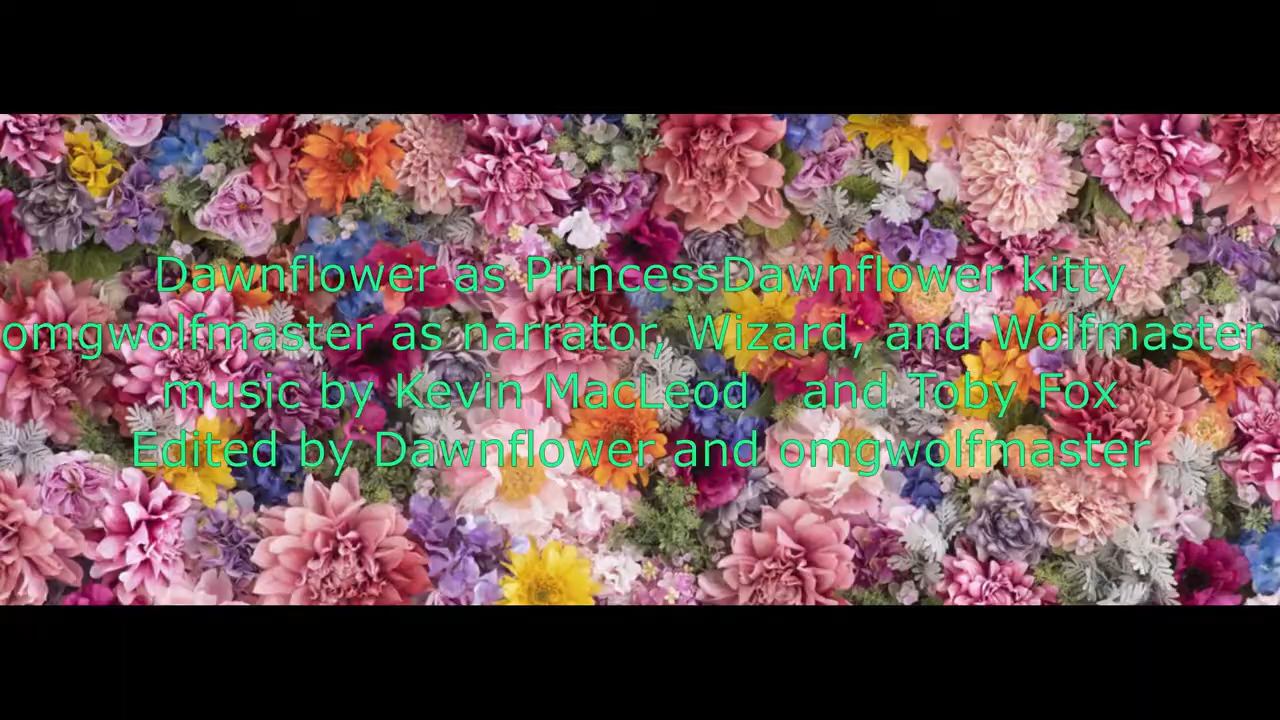 Dawnflower as PrincessDawnflower kitty
omgwolfmaster as narrator, Wizard, and Wolfmaster
music by Kevin MacLeod and Toby Fox
Edited by Dawnflower and omgwolfmaster